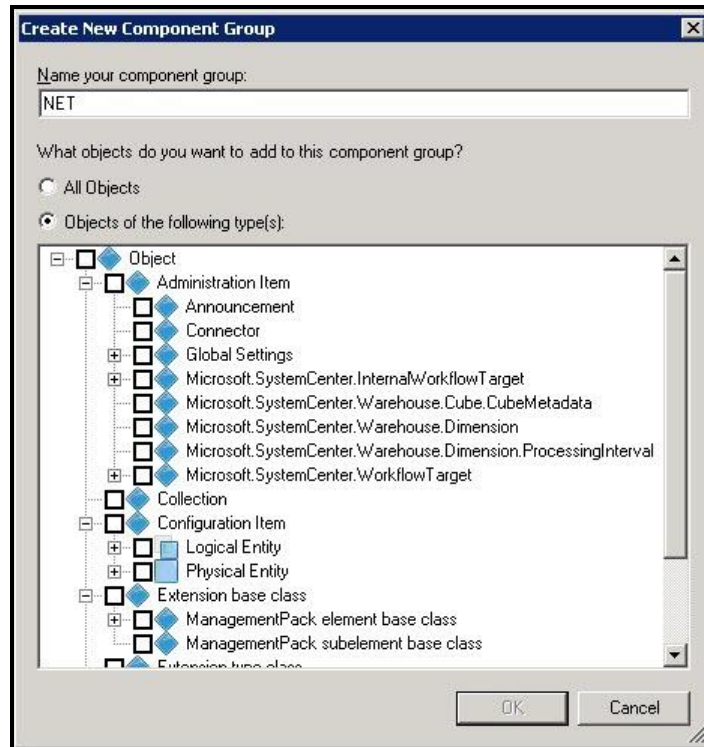 Create New Component Group
Name your component group:
NET
What objects do you want to add to this component group?
All Objects
Objects of the following type(s):
Object
Administration Item
Announcement
Connector
Global Settings
Microsoft.SystemCenter.InternalWorkflowTarget
Microsoft.SystemCenter.Warehouse.Cube.CubeMetadata
Microsoft.SystemCenter.Warehouse.Dimension
Microsoft.SystemCenter.Warehouse.Dimension.ProcessingInterval
Microsoft.SystemCenter.WorkflowTarget
Collection
Configuration Item
Logical Entity
Physical Entity
Extension base class
ManagementPack element base class
ManagementPack subelement base class
Extension type class
OK
Cancel